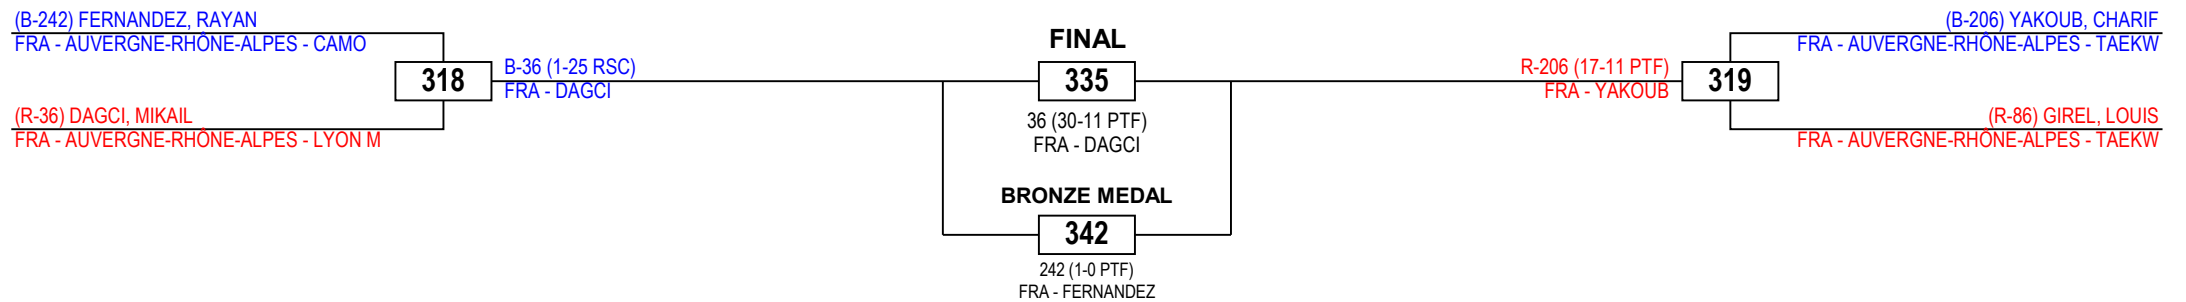 (B-242) FERNANDEZ, RAYAN
FRA - AUVERGNE-RHÔNE-ALPES - CAMO
318
B-36 (1-25 RSC)
FRA - DAGCI
(R-36) DAGCI, MIKAIL
FRA - AUVERGNE-RHÔNE-ALPES - LYON M
FINAL
335
36 (30-11 PTF)
FRA - DAGCI
BRONZE MEDAL
342
242 (1-0 PTF)
FRA - FERNANDEZ
(B-206) YAKOUB, CHARIF
FRA - AUVERGNE-RHÔNE-ALPES - TAEKW
R-206 (17-11 PTF)
FRA - YAKOUB
319
(R-86) GIREL, LOUIS
FRA - AUVERGNE-RHÔNE-ALPES - TAEKW